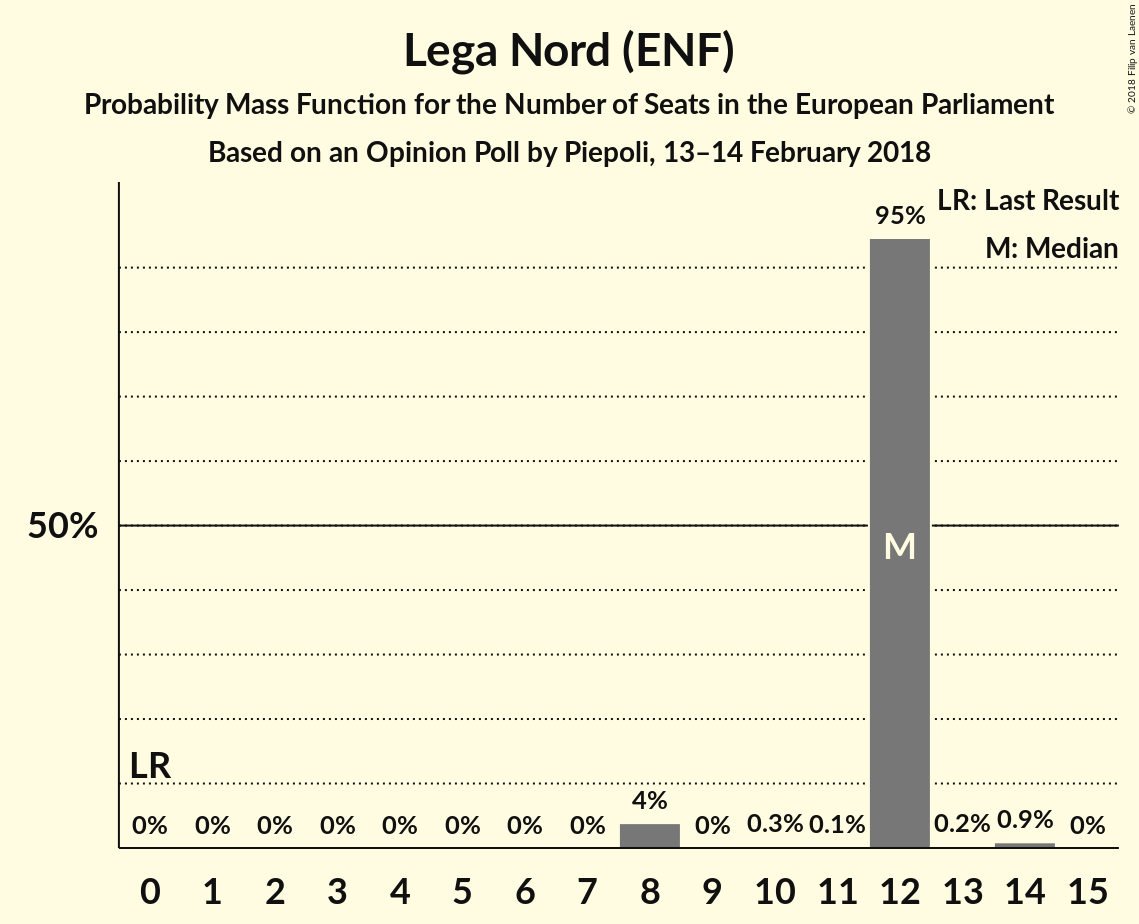 Lega Nord (ENF)
Probability Mass Function for the Number of Seats in the European Parliament
Based on an Opinion Poll by Piepoli, 13–14 February 2018
© 2018 Filip van Laenen
LR: Last Result
M: Median
95%
50%
M
LR
0% 0% 0% 0% 0% 0% 0% 0% 4% 0% 0.3% 0.1% 0.2% 0.9% 0%
0 1 2 3 4 5 6 7 8 9 10 11 12 13 14 15